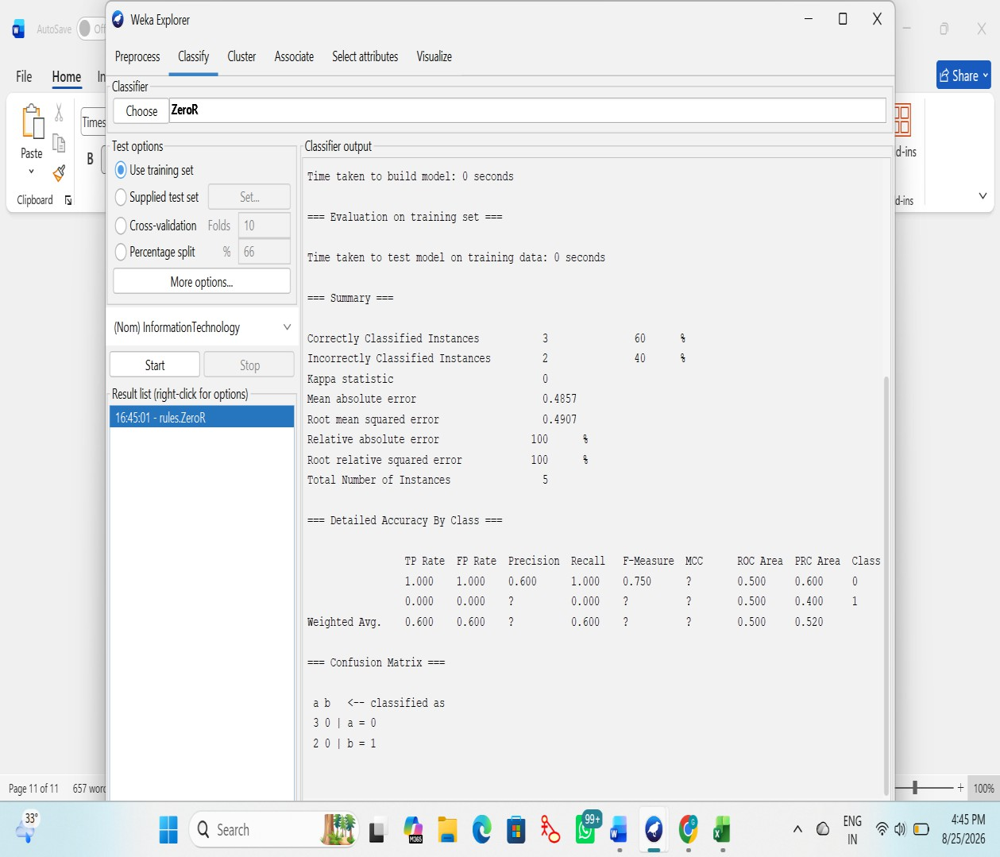 AutoSave Off
File Home In
Paste
Clipboard
Times
B
Weka Explorer
Preprocess Classify Cluster Associate Select attributes Visualize
Classifier
Choose ZeroR
Test options
Use training set
Supplied test set Set...
Cross-validation Folds 10
Percentage split % 66
More options...
(Nom) InformationTechnology
Start Stop
Result list (right-click for options)
16:45:01 - rules.ZeroR
Classifier output
Time taken to build model: 0 seconds
=== Evaluation on training set ===
Time taken to test model on training data: 0 seconds
=== Summary ===
Correctly Classified Instances 3 60 %
Incorrectly Classified Instances 2 40 %
Kappa statistic 0
Mean absolute error 0.4857
Root mean squared error 0.4907
Relative absolute error 100 %
Root relative squared error 100 %
Total Number of Instances 5
=== Detailed Accuracy By Class ===
TP Rate FP Rate Precision Recall F-Measure MCC ROC Area PRC Area Class
1.000 1.000 0.600 1.000 0.750 ? 0.500 0.600 0
0.000 0.000 ? 0.000 ? ? 0.500 0.400 1
Weighted Avg. 0.600 0.600 ? 0.600 ? ? 0.500 0.520
=== Confusion Matrix ===
a b <-- classified as
3 0 | a = 0
2 0 | b = 1
Share
d-ins
d-ins
Page 11 of 11 657 word
100%
33°
Search
M365
99+
ENG
IN
4:45 PM
8/25/2026